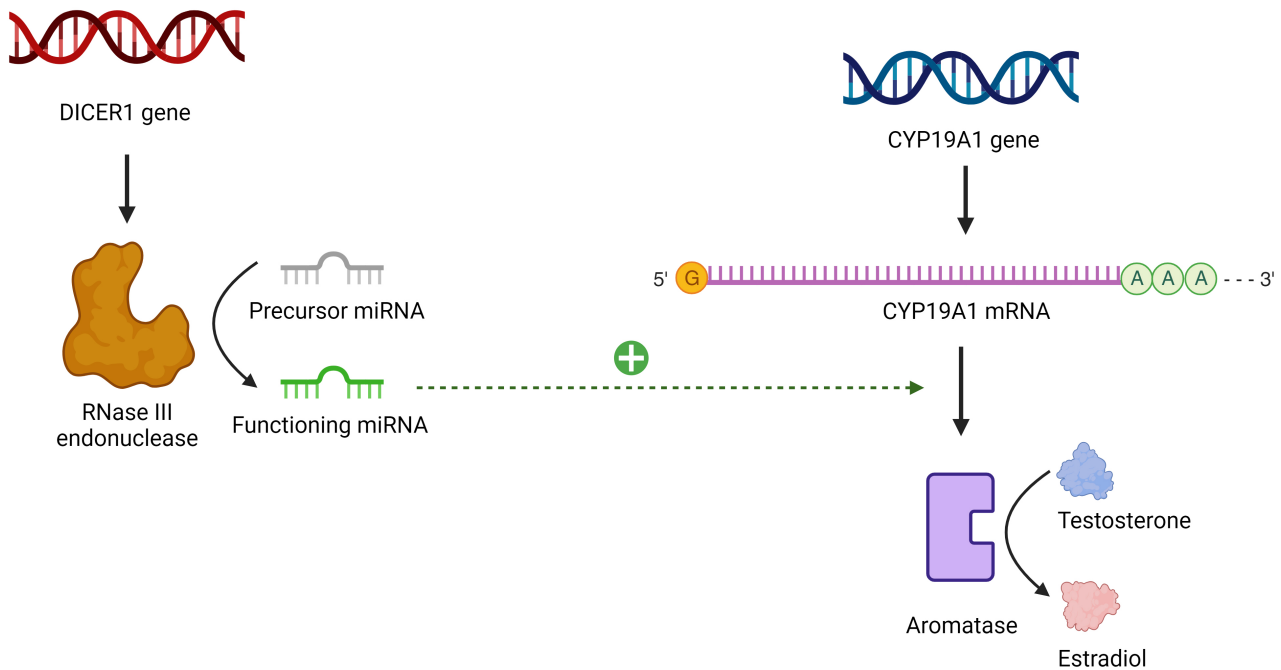 DICER1 gene
CYP19A1 gene
5' G A A A - - - 3'
CYP19A1 mRNA
Precursor miRNA
RNase III
endonuclease
Functioning miRNA
Testosterone
Aromatase
Estradiol